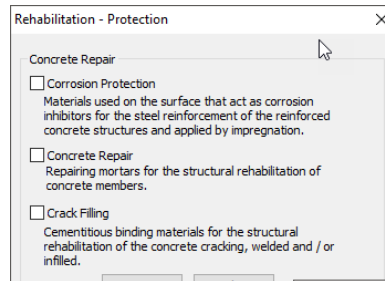 Rehabilitation - Protection
Concrete Repair
Corrosion Protection
Materials used on the surface that act as corrosion
inhibitors for the steel reinforcement of the reinforced
concrete structures and applied by impregnation.
Concrete Repair
Repairing mortars for the structural rehabilitation of
concrete members.
Crack Filling
Cementitious binding materials for the structural
rehabilitation of the concrete cracking, welded and / or
infilled.